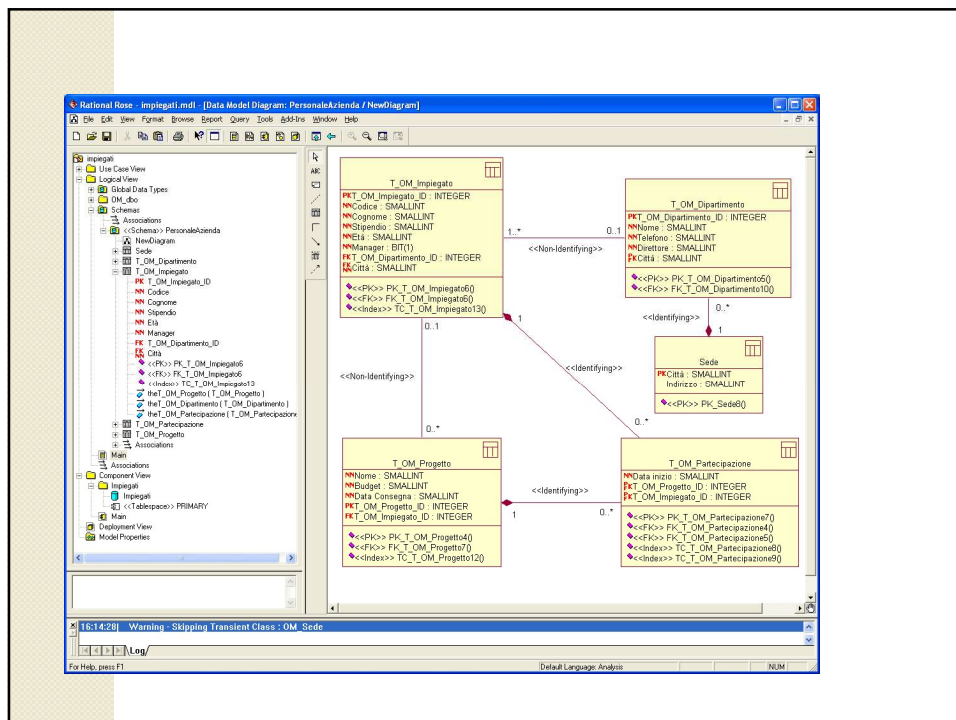 Rational Rose - impiegati.mdl - [Data Model Diagram: PersonaleAzienda / NewDiagram]
File Edit View Format Browse Report Query Tools Add-Ins Window Help
impiegati
Use Case View
Logical View
Global Data Types
OM_dbo
Schemas
Associations
<<Schema>> PersonaleAzienda
NewDiagram
Sede
T_OM_Dipartimento
T_OM_Impiegato
PK T_OM_Impiegato_ID
NN Codice
NN Cognome
NN Stipendio
NN Età
NN Manager
FK T_OM_Dipartimento_ID
FK NN Città
<<PK>> PK_T_OM_Impiegato6
<<FK>> FK_T_OM_Impiegato6
<<Index>> TC_T_OM_Impiegato13
theT_OM_Progetto ( T_OM_Progetto )
theT_OM_Dipartimento ( T_OM_Dipartimento )
theT_OM_Partecipazione ( T_OM_Partecipazione
T_OM_Partecipazione
T_OM_Progetto
Associations
Main
Associations
Component View
Impiegati
Impiegati
<<Tablespace>> PRIMARY
Main
Deployment View
Model Properties
ABC
T_OM_Impiegato
PK T_OM_Impiegato_ID : INTEGER
NN Codice : SMALLINT
NN Cognome : SMALLINT
NN Stipendio : SMALLINT
NN Età : SMALLINT
NN Manager : BIT(1)
FK T_OM_Dipartimento_ID : INTEGER
FK NN Città : SMALLINT
<<PK>> PK_T_OM_Impiegato6()
<<FK>> FK_T_OM_Impiegato6()
<<Index>> TC_T_OM_Impiegato13()
1..*
0..1
<<Non-Identifying>>
T_OM_Dipartimento
PK T_OM_Dipartimento_ID : INTEGER
NN Nome : SMALLINT
NN Telefono : SMALLINT
NN Direttore : SMALLINT
Città : SMALLINT
<<PK>> PK_T_OM_Dipartimento5()
<<FK>> FK_T_OM_Dipartimento10()
0..*
<<Identifying>>
1
Sede
PK Città : SMALLINT
Indirizzo : SMALLINT
<<PK>> PK_Sede8()
0..1
1
<<Non-Identifying>>
<<Identifying>>
0..*
0..*
T_OM_Progetto
NN Nome : SMALLINT
NN Budget : SMALLINT
NN Data Consegna : SMALLINT
PK T_OM_Progetto_ID : INTEGER
FK T_OM_Impiegato_ID : INTEGER
<<PK>> PK_T_OM_Progetto4()
<<FK>> FK_T_OM_Progetto7()
<<Index>> TC_T_OM_Progetto12()
<<Identifying>>
1
0..*
T_OM_Partecipazione
NN Data inizio : SMALLINT
T_OM_Progetto_ID : INTEGER
T_OM_Impiegato_ID : INTEGER
<<PK>> PK_T_OM_Partecipazione7()
<<FK>> FK_T_OM_Partecipazione4()
<<FK>> FK_T_OM_Partecipazione5()
<<Index>> TC_T_OM_Partecipazione8()
<<Index>> TC_T_OM_Partecipazione9()
16:14:28| Warning - Skipping Transient Class : OM_Sede
Log
For Help, press F1
Default Language: Analysis
NUM